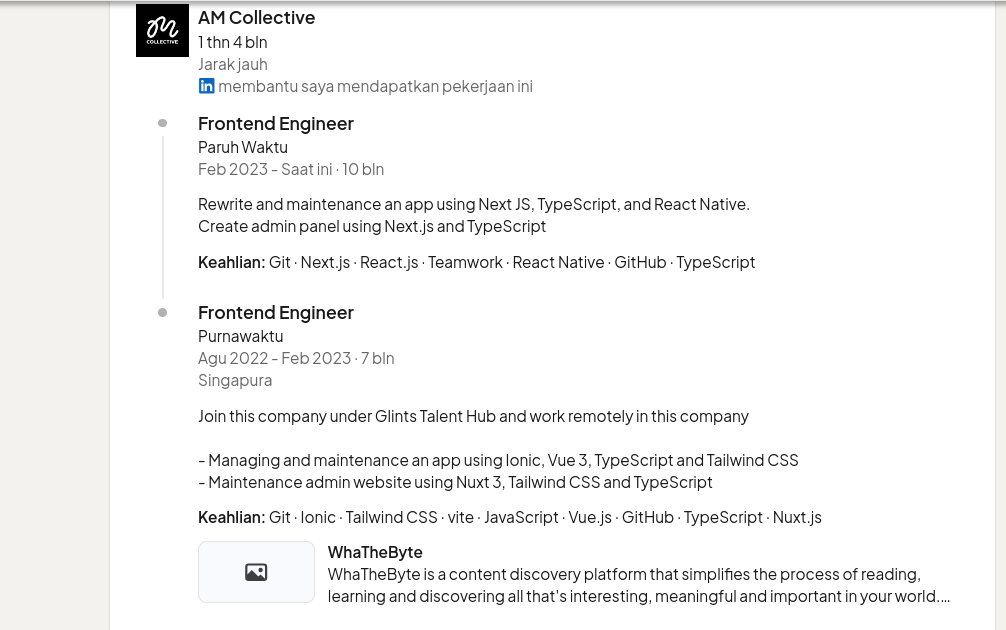 AM Collective
COLLECTIVE
1 thn 4 bln
Jarak jauh
in membantu saya mendapatkan pekerjaan ini
Frontend Engineer
Paruh Waktu
Feb 2023 - Saat ini · 10 bln
Rewrite and maintenance an app using Next JS, TypeScript, and React Native.
Create admin panel using Next.js and TypeScript
Keahlian: Git · Next.js · React.js · Teamwork · React Native · GitHub · TypeScript
Frontend Engineer
Purnawaktu
Agu 2022 - Feb 2023 · 7 bln
Singapura
Join this company under Glints Talent Hub and work remotely in this company
- Managing and maintenance an app using Ionic, Vue 3, TypeScript and Tailwind CSS
- Maintenance admin website using Nuxt 3, Tailwind CSS and TypeScript
Keahlian: Git · Ionic · Tailwind CSS · vite · JavaScript · Vue.js · GitHub · TypeScript · Nuxt.js
WhaTheByte
WhaTheByte is a content discovery platform that simplifies the process of reading,
learning and discovering all that's interesting, meaningful and important in your world....